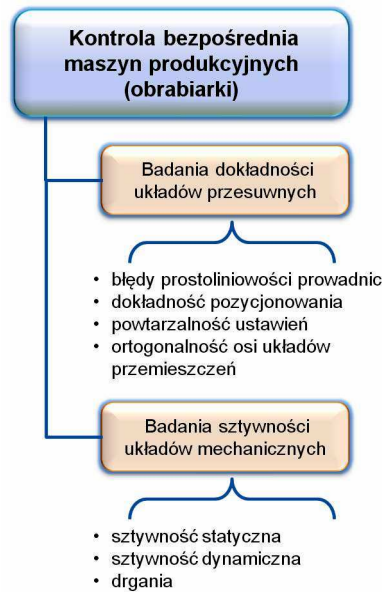 Kontrola bezpośrednia
maszyn produkcyjnych
(obrabiarki)
Badania dokładności
układów przesuwnych
• błędy prostoliniowości prowadnic
• dokładność pozycjonowania
• powtarzalność ustawień
• ortogonalność osi układów
przemieszczeń
Badania sztywności
układów mechanicznych
• sztywność statyczna
• sztywność dynamiczna
• drgania